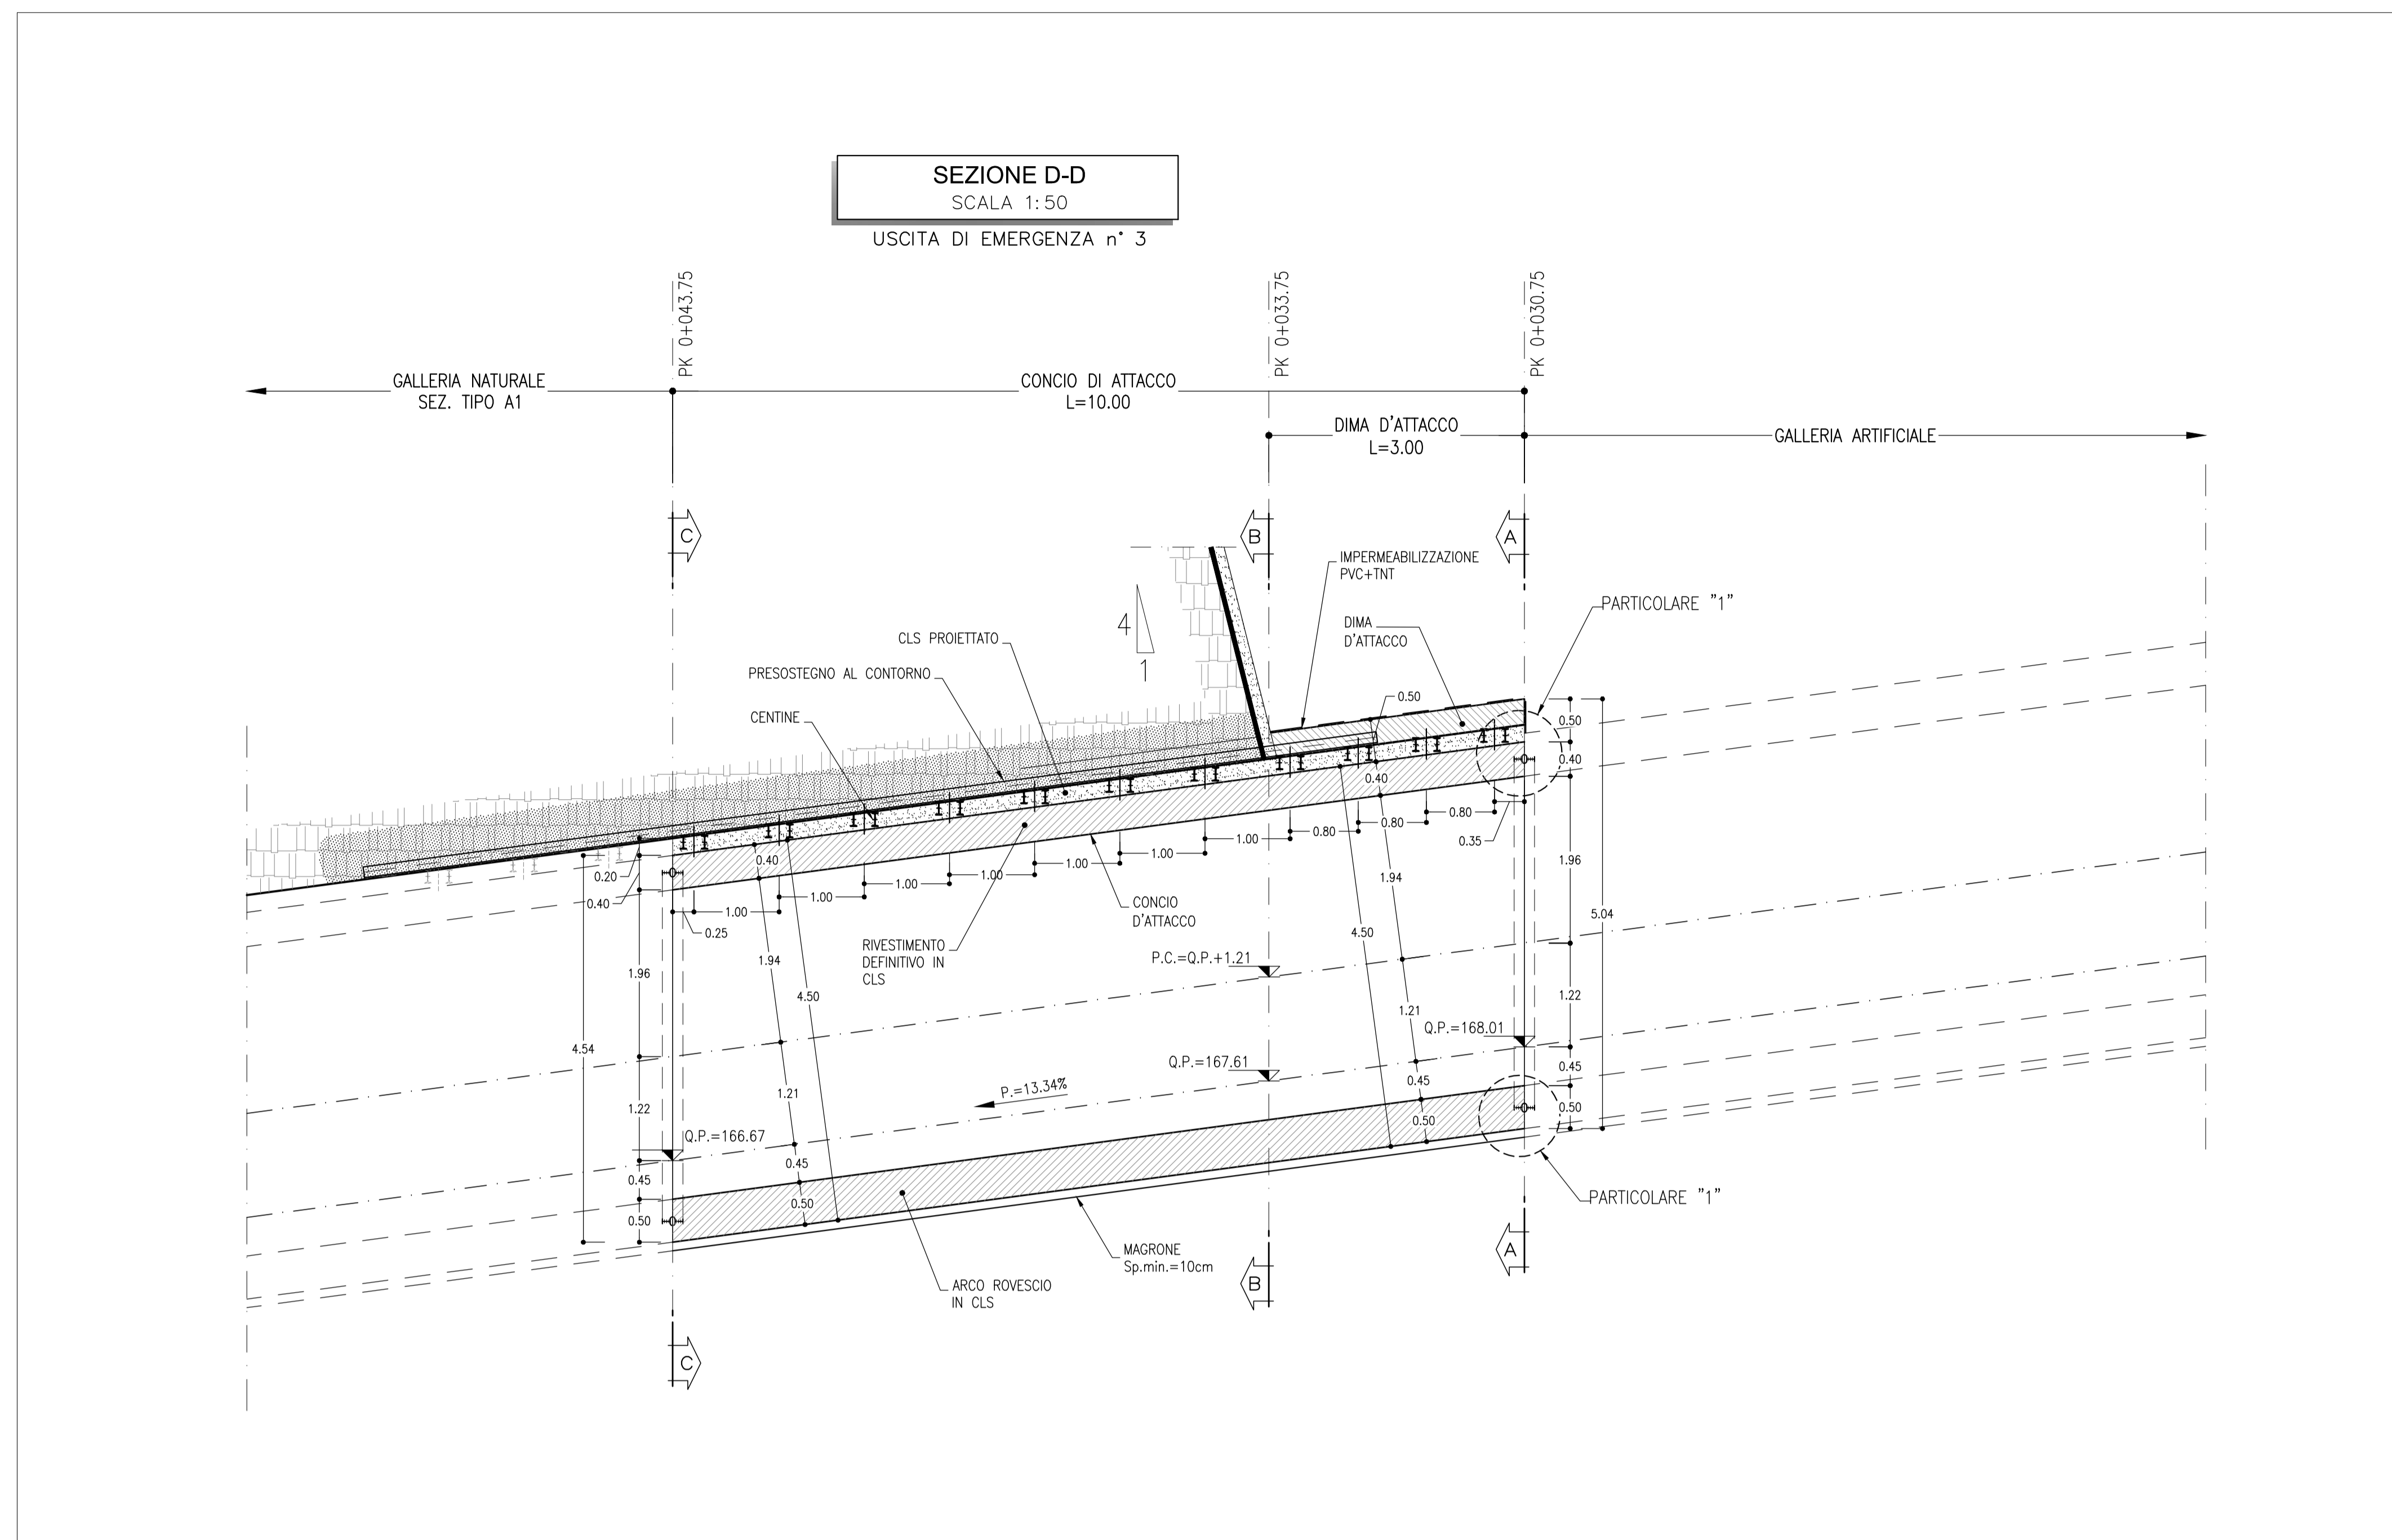 SEZIONE D-D
SCALA 1:50
USCITA DI EMERGENZA n° 3
PK 0+043.75
PK 0+033.75
PK 0+030.75
GALLERIA NATURALE
SEZ. TIPO A1
CONCIO DI ATTACCO
L=10.00
DIMA D'ATTACCO
L=3.00
GALLERIA ARTIFICIALE
C
B
A
IMPERMEABILIZZAZIONE
PVC+TNT
PARTICOLARE "1"
DIMA
D'ATTACCO
4
1
CLS PROIETTATO
PRESOSTEGNO AL CONTORNO
CENTINE
0.50
0.50
0.40
0.40
0.40
0.20
0.40
0.25
1.00
1.00
1.00
1.00
1.00
1.00
1.00
0.80
0.80
0.80
0.35
CONCIO
D'ATTACCO
RIVESTIMENTO
DEFINITIVO IN
CLS
1.96
1.94
4.50
5.04
4.50
1.94
1.96
P.C.=Q.P.+1.21
1.22
1.21
Q.P.=168.01
Q.P.=167.61
P.=13.34%
4.54
1.22
1.21
Q.P.=166.67
0.45
0.45
0.50
0.50
0.45
0.45
0.50
0.50
PARTICOLARE "1"
MAGRONE
Sp.min.=10cm
ARCO ROVESCIO
IN CLS
A
B
C